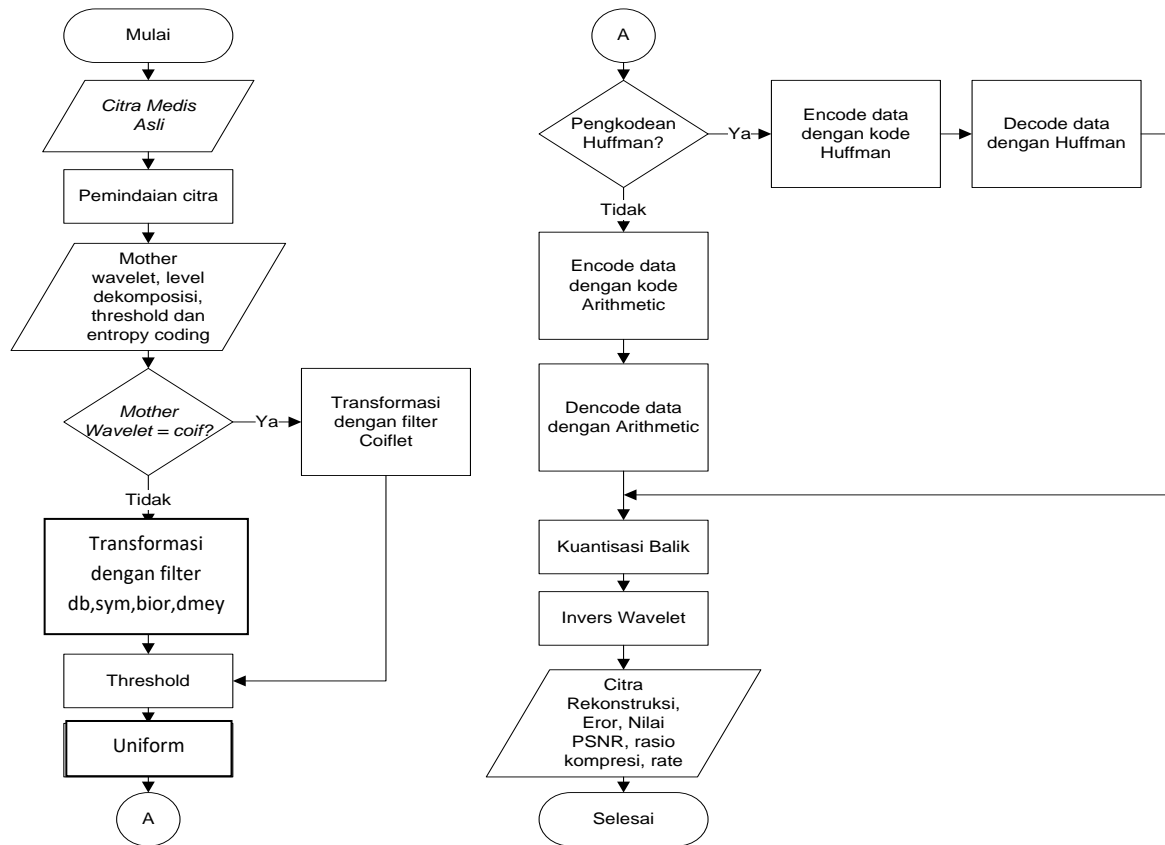 Mulai
Citra Medis
Asli
Pemindaian citra
Mother
wavelet, level
dekomposisi,
threshold dan
entropy coding
Mother
Wavelet = coif?
Ya
Transformasi
dengan filter
Coiflet
Tidak
Transformasi
dengan filter
db,sym,bior,dmey
Threshold
Uniform
A
A
Pengkodean
Huffman?
Ya
Encode data
dengan kode
Huffman
Decode data
dengan Huffman
Tidak
Encode data
dengan kode
Arithmetic
Dencode data
dengan Arithmetic
Kuantisasi Balik
Invers Wavelet
Citra
Rekonstruksi,
Eror, Nilai
PSNR, rasio
kompresi, rate
Selesai